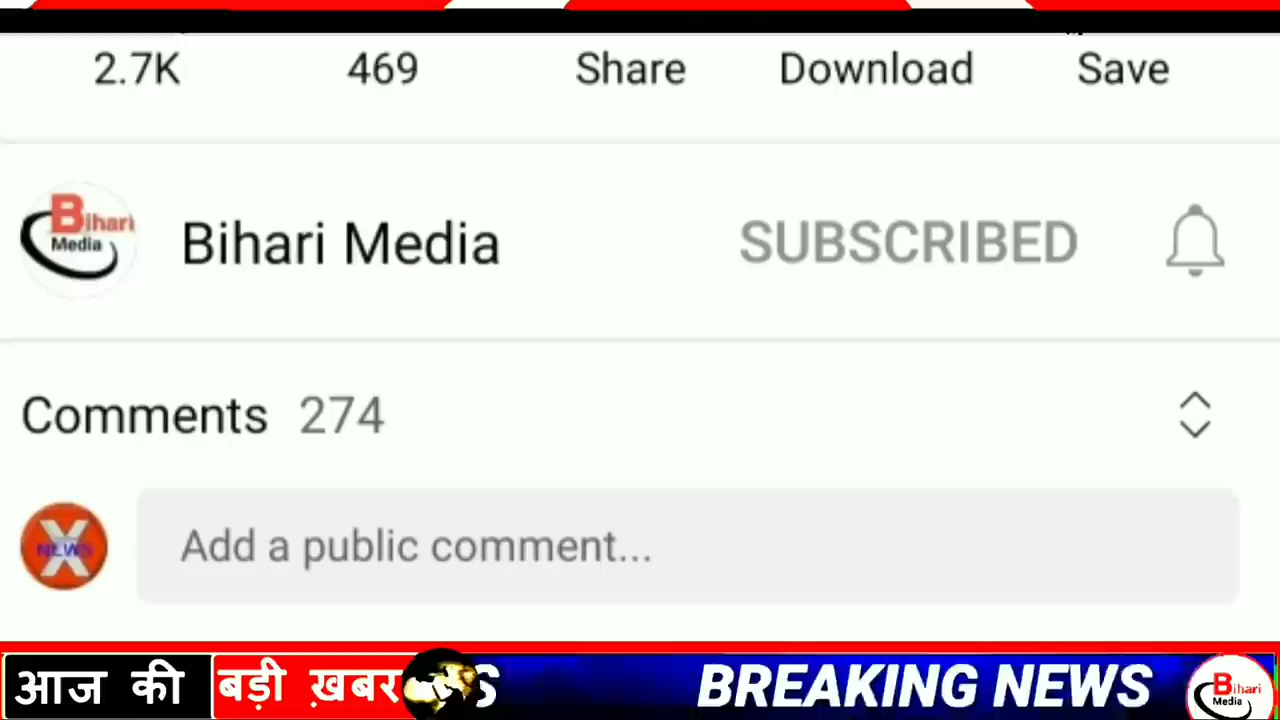 2.7K 469 Share Download Save
Bihari Media
Bihari Media SUBSCRIBED
Comments 274
X NEWS
Add a public comment...
आज की बड़ी ख़बर S BREAKING NEWS
Bihari Media